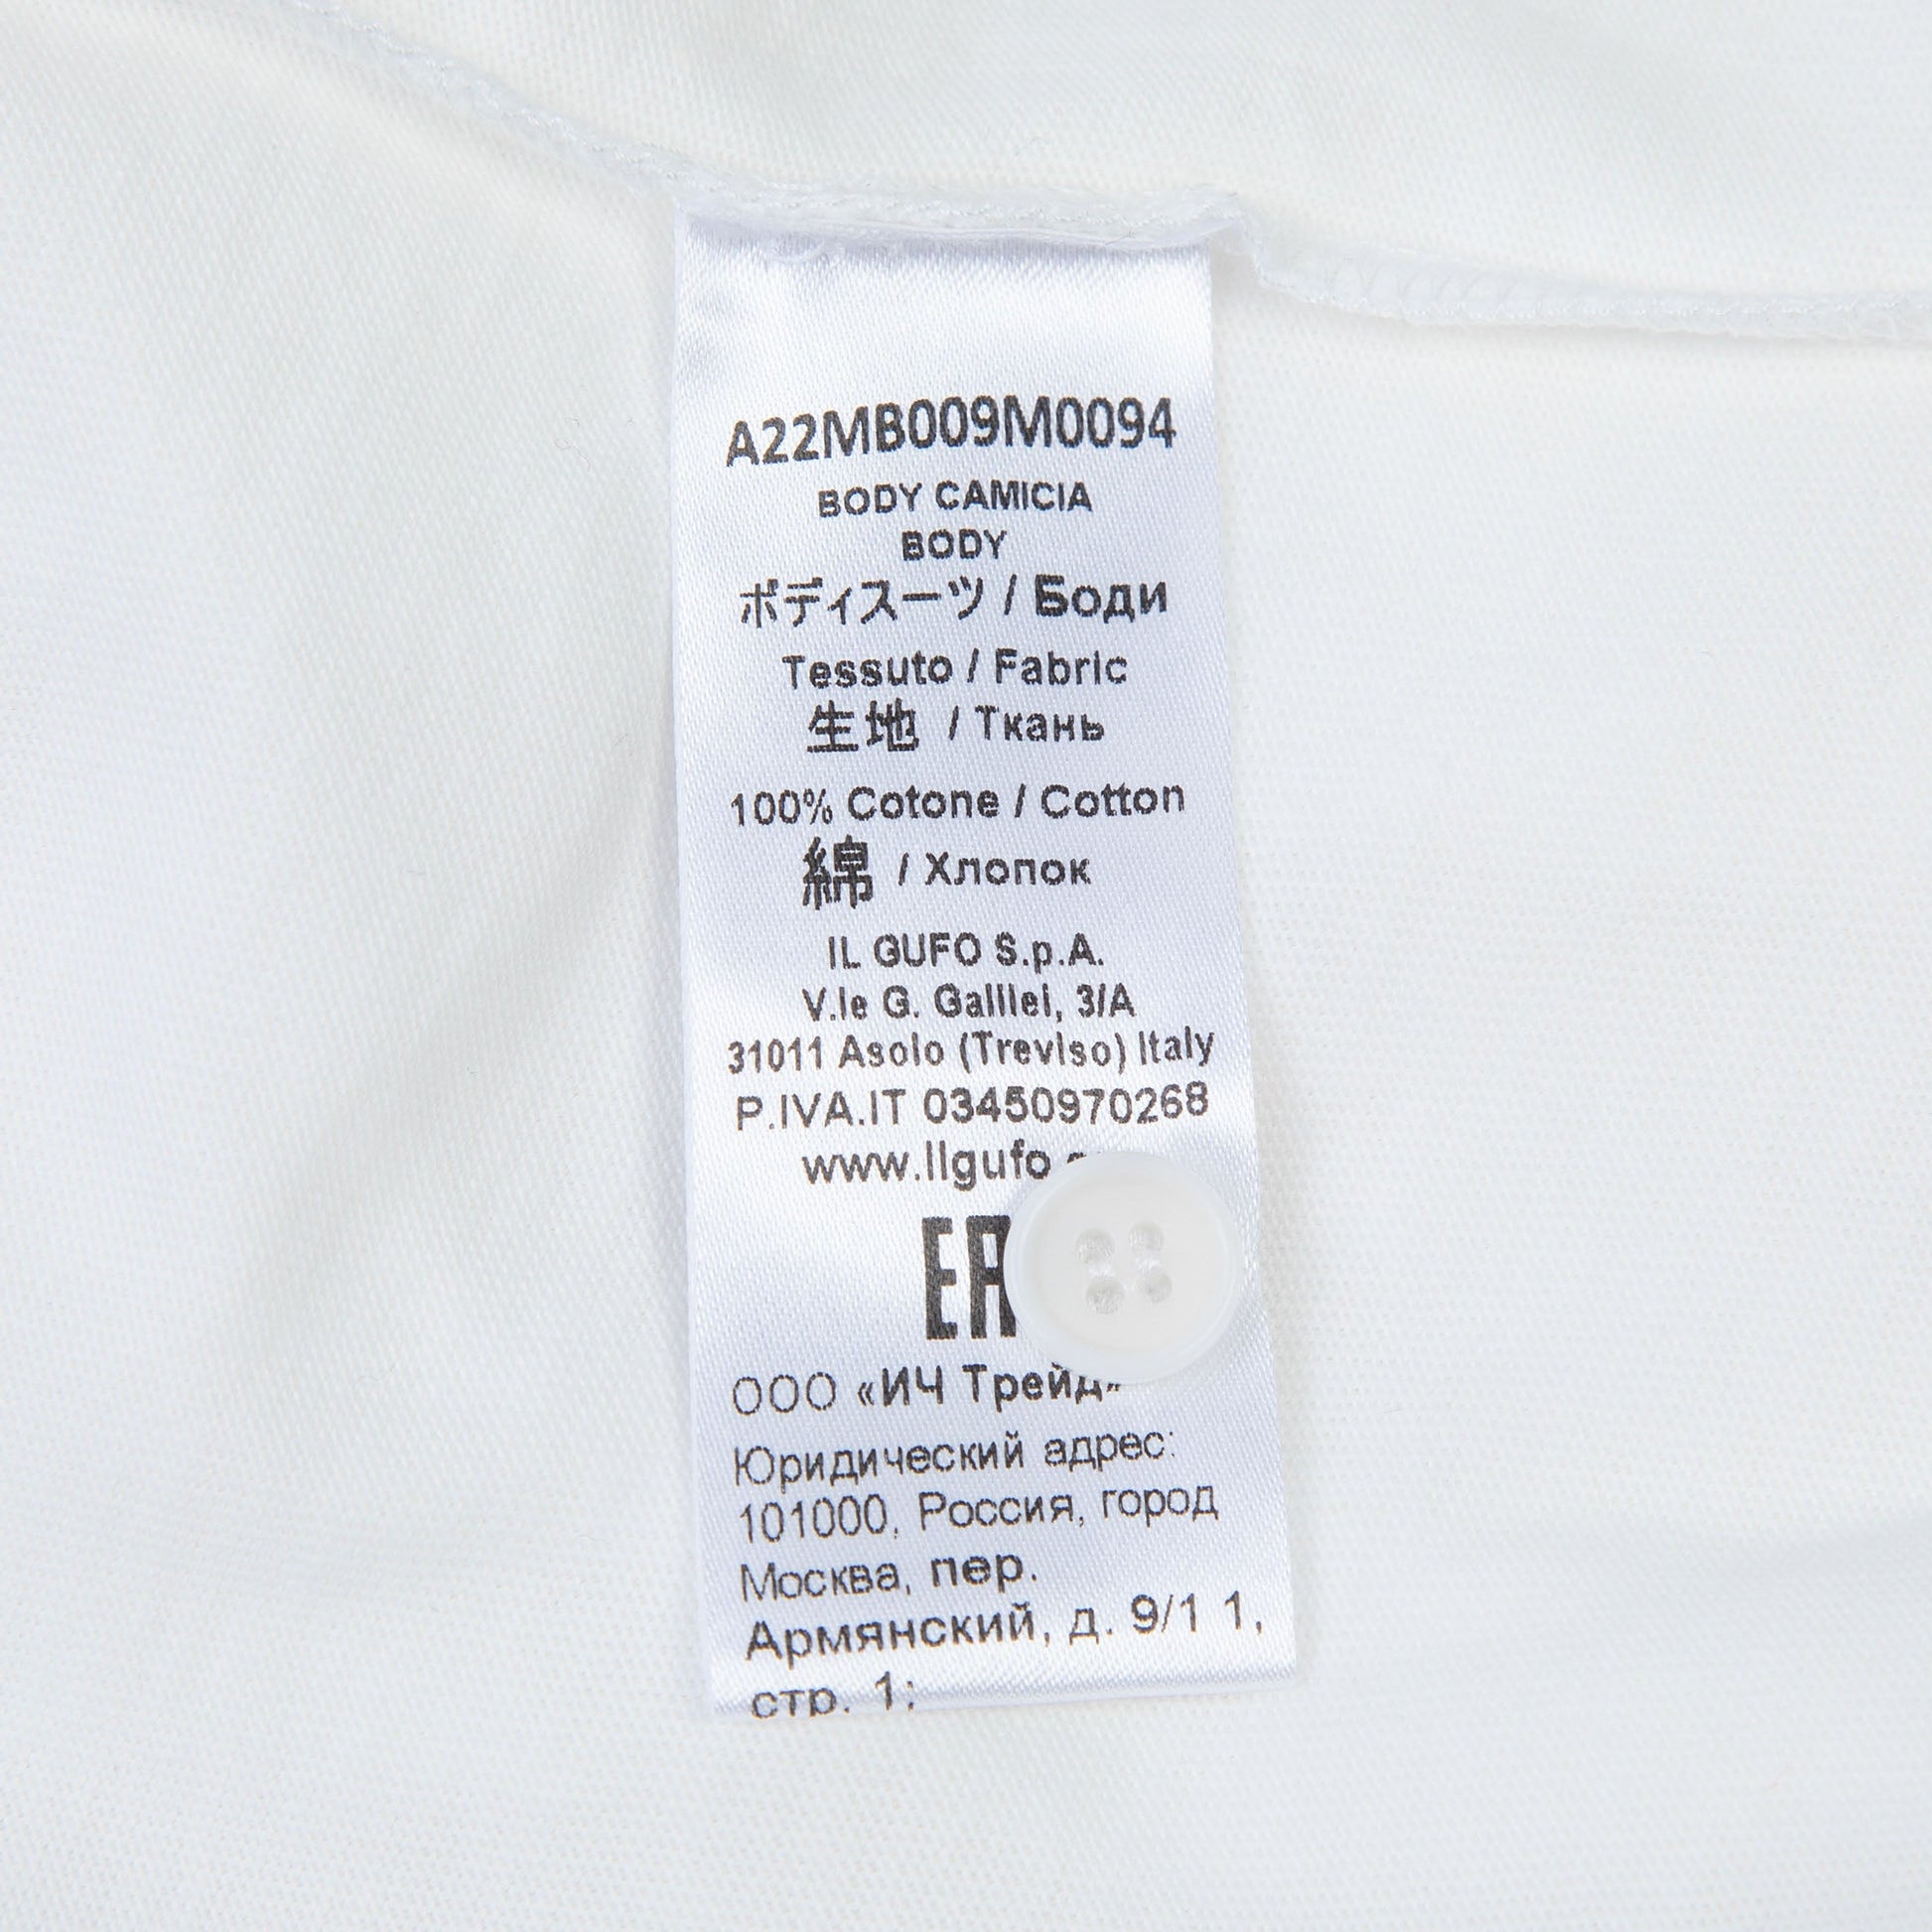 A22MB009M0094
BODY CAMICIA
BODY
ボディスーツ / Боди
Tessuto / Fabric
生地 / Ткань
100% Cotone / Cotton
綿 / Хлопок
IL GUFO S.p.A.
V.le G. Galilei, 3/A
31011 Asolo (Treviso) Italy
P.IVA.IT 03450970268
www.ilgufo
ООО «ИЧ Трейд»
Юридический адрес:
101000, Россия, город
Москва, пер.
Армянский, д. 9/1 1,
стр. 1;